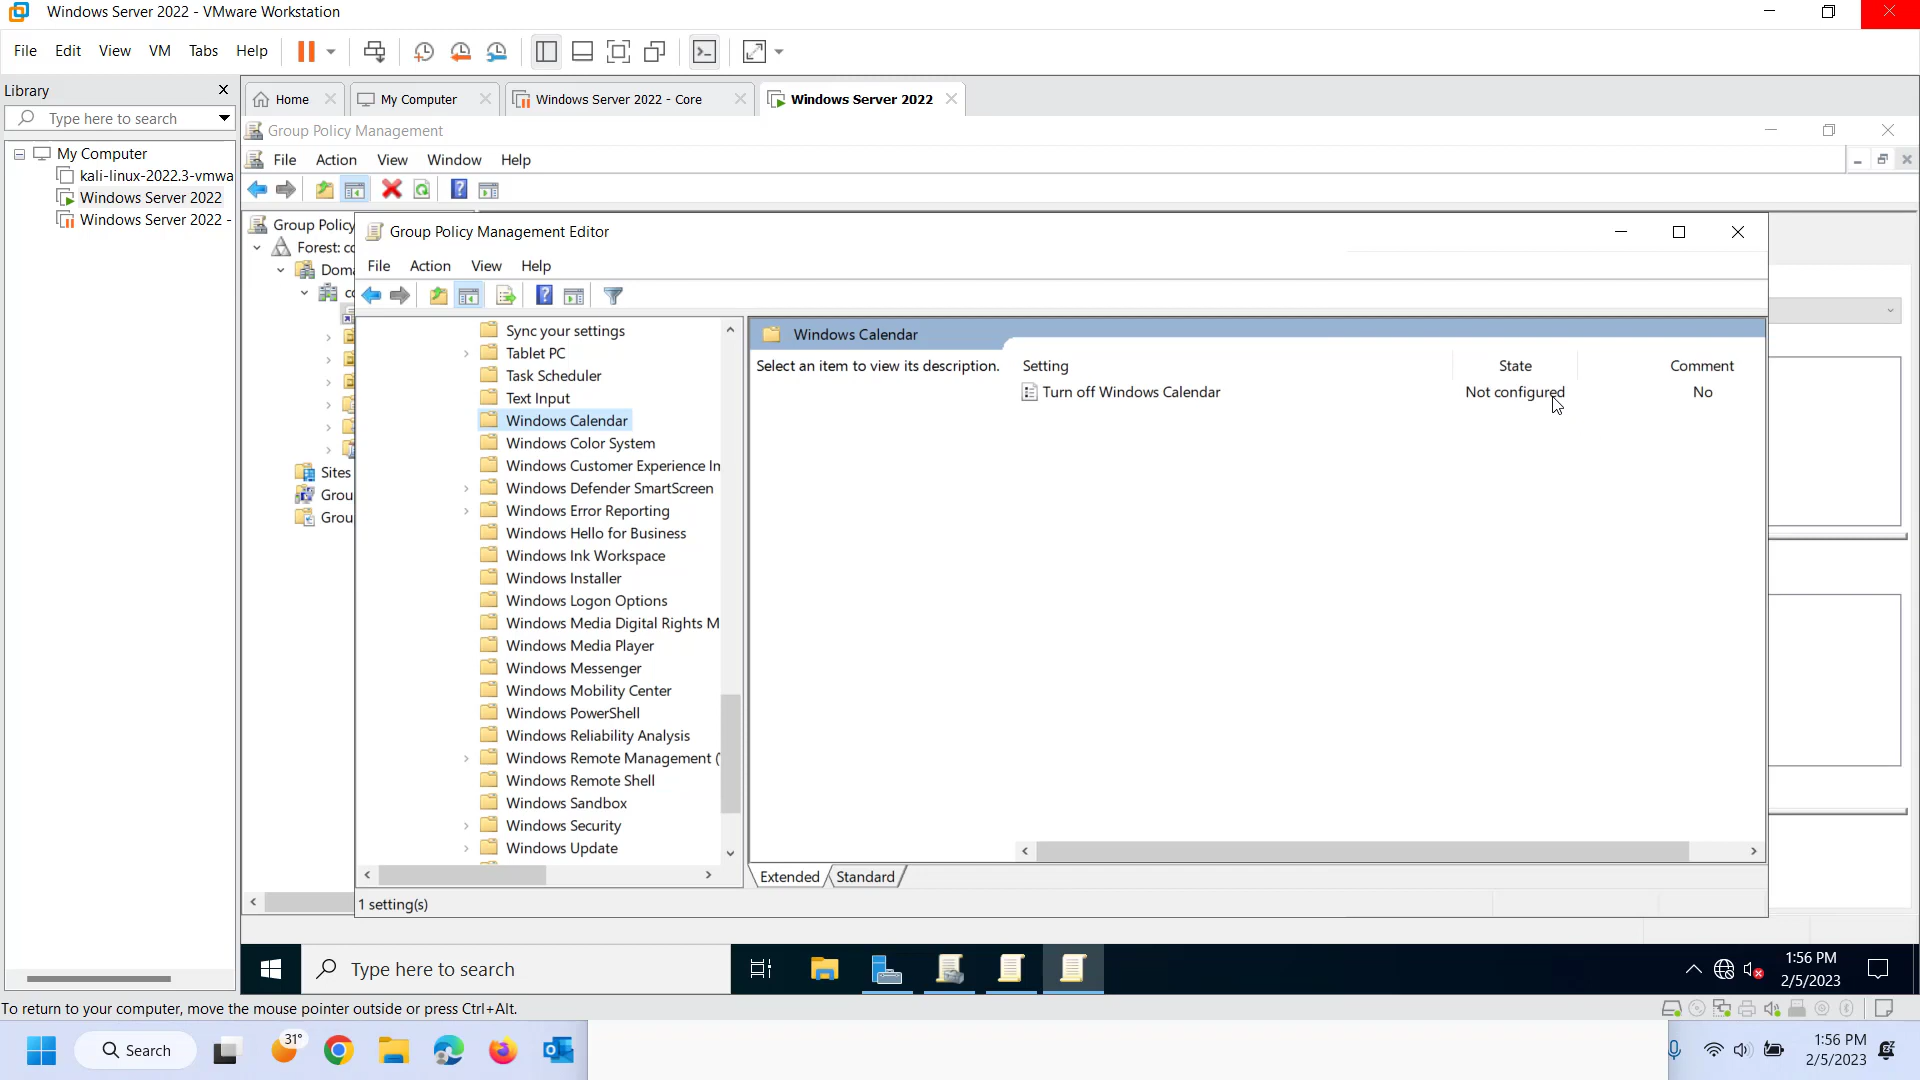 Windows Server 2022 - VMware Workstation
File Edit View VM Tabs Help
Library
Type here to search
My Computer
kali-linux-2022.3-vmwa
Windows Server 2022
Windows Server 2022 -
Home
My Computer
Windows Server 2022 - Core
Windows Server 2022
Group Policy Management
File Action View Window Help
Group Policy
Forest: co
Doma
co
Sites
Grou
Grou
Group Policy Management Editor
File Action View Help
Sync your settings
Tablet PC
Task Scheduler
Text Input
Windows Calendar
Windows Color System
Windows Customer Experience Im
Windows Defender SmartScreen
Windows Error Reporting
Windows Hello for Business
Windows Ink Workspace
Windows Installer
Windows Logon Options
Windows Media Digital Rights M
Windows Media Player
Windows Messenger
Windows Mobility Center
Windows PowerShell
Windows Reliability Analysis
Windows Remote Management (
Windows Remote Shell
Windows Sandbox
Windows Security
Windows Update
Windows Calendar
Select an item to view its description.
Setting State Comment
Turn off Windows Calendar Not configured No
Extended Standard
1 setting(s)
Type here to search
1:56 PM
2/5/2023
To return to your computer, move the mouse pointer outside or press Ctrl+Alt.
Search
31°
1:56 PM
2/5/2023